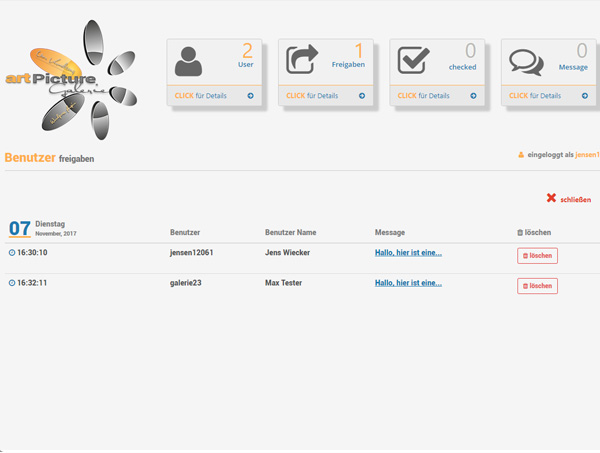 artPicture
Galerie
2
User
CLICK für Details
1
Freigaben
CLICK für Details
0
checked
CLICK für Details
0
Message
CLICK für Details
Benutzer freigaben
eingeloggt als jensen1
schließen
07 Dienstag
November, 2017
Benutzer
Benutzer Name
Message
löschen
16:30:10 jensen12061 Jens Wiecker Hallo, hier ist eine... löschen
16:32:11 galerie23 Max Tester Hallo, hier ist eine... löschen